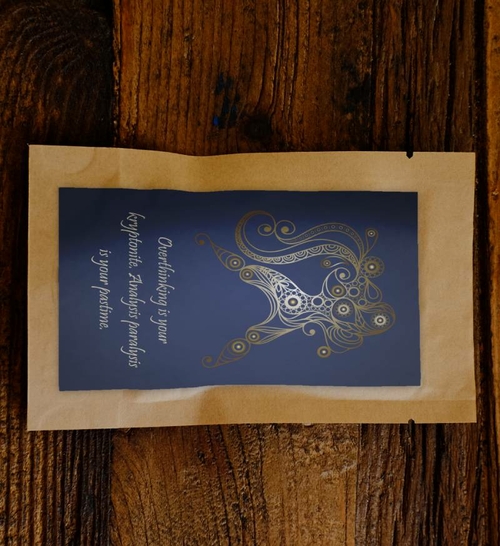 Overthinking is your
kryptonite. Analysis paralysis
is your pastime.